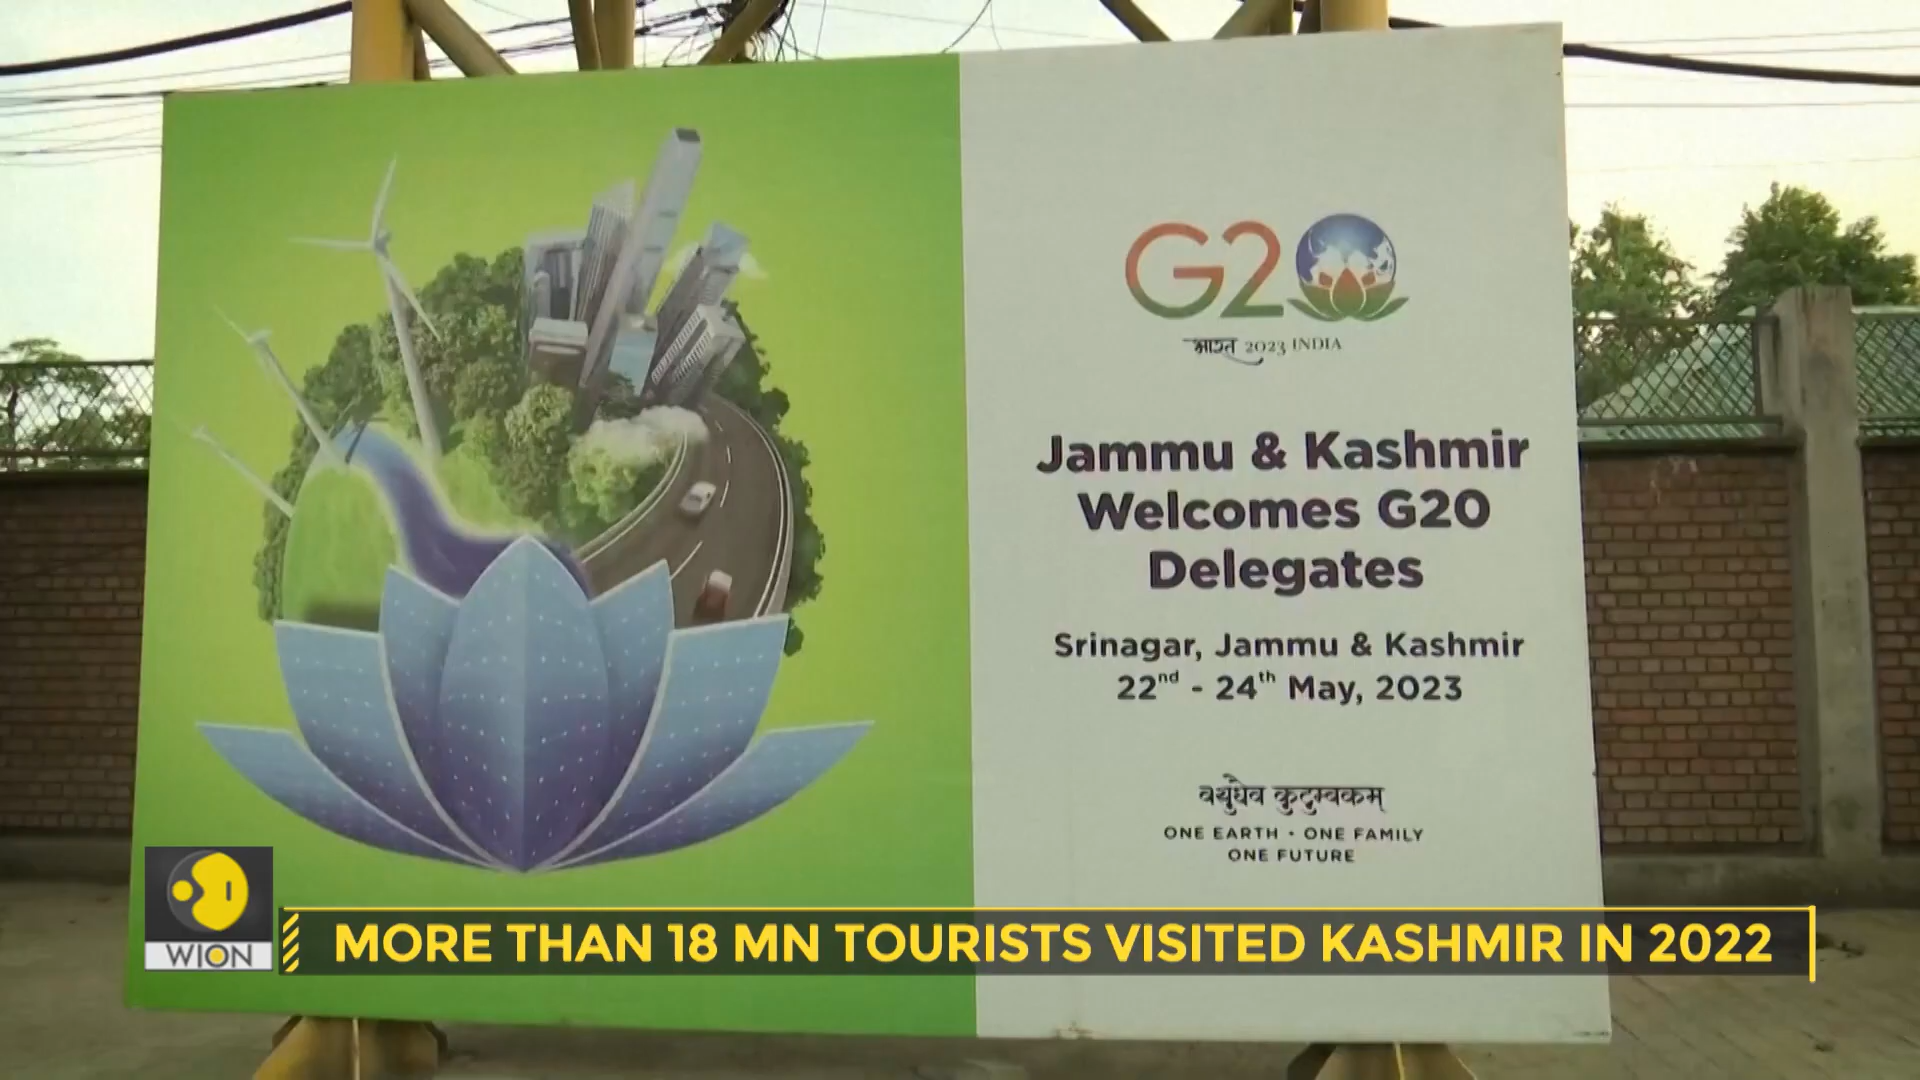 G20
भारत 2023 INDIA
Jammu & Kashmir
Welcomes G20
Delegates
Srinagar, Jammu & Kashmir
22nd - 24th May, 2023
वसुधैव कुटुम्बकम्
ONE EARTH • ONE FAMILY
ONE FUTURE
WION
MORE THAN 18 MN TOURISTS VISITED KASHMIR IN 2022